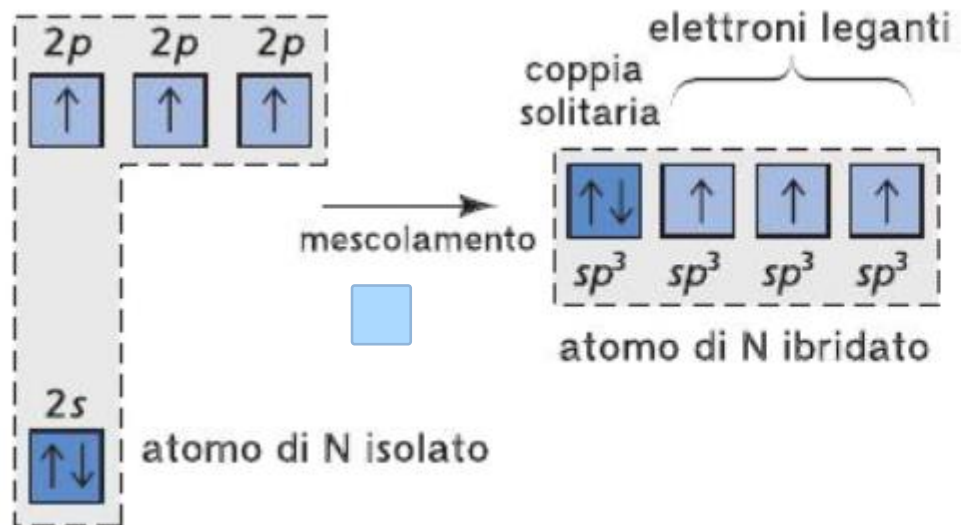 2p 2p 2p
elettroni leganti
coppia
solitaria
mescolamento
sp³ sp³ sp³ sp³
atomo di N ibridato
2s
atomo di N isolato